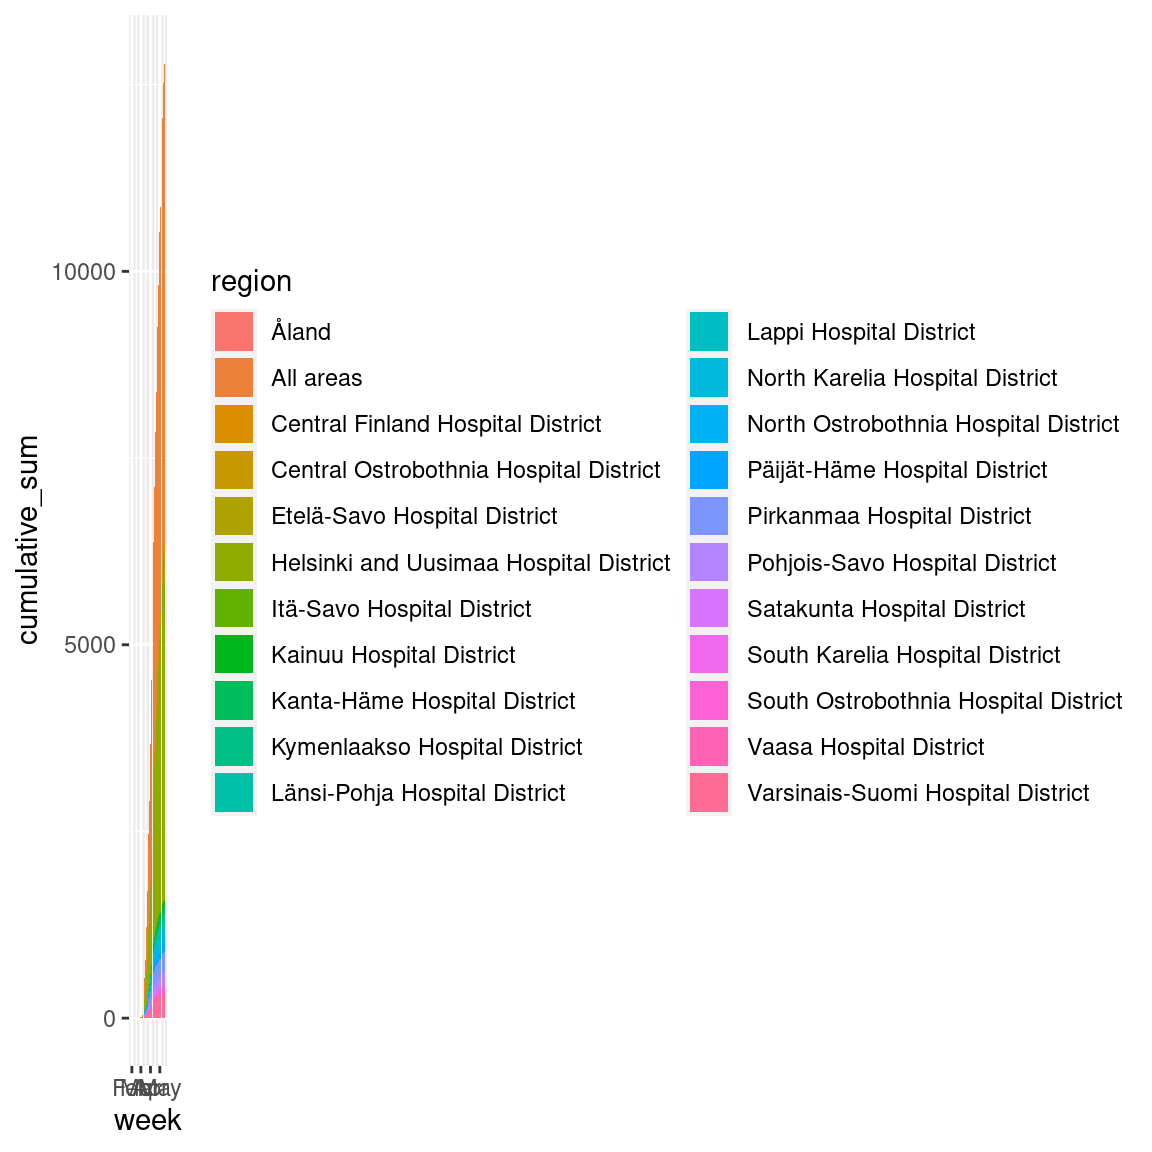 cumulative_sum
10000
5000
0
week
region
Åland
All areas
Central Finland Hospital District
Central Ostrobothnia Hospital District
Etelä-Savo Hospital District
Helsinki and Uusimaa Hospital District
Itä-Savo Hospital District
Kainuu Hospital District
Kanta-Häme Hospital District
Kymenlaakso Hospital District
Länsi-Pohja Hospital District
Lappi Hospital District
North Karelia Hospital District
North Ostrobothnia Hospital District
Päijät-Häme Hospital District
Pirkanmaa Hospital District
Pohjois-Savo Hospital District
Satakunta Hospital District
South Karelia Hospital District
South Ostrobothnia Hospital District
Vaasa Hospital District
Varsinais-Suomi Hospital District